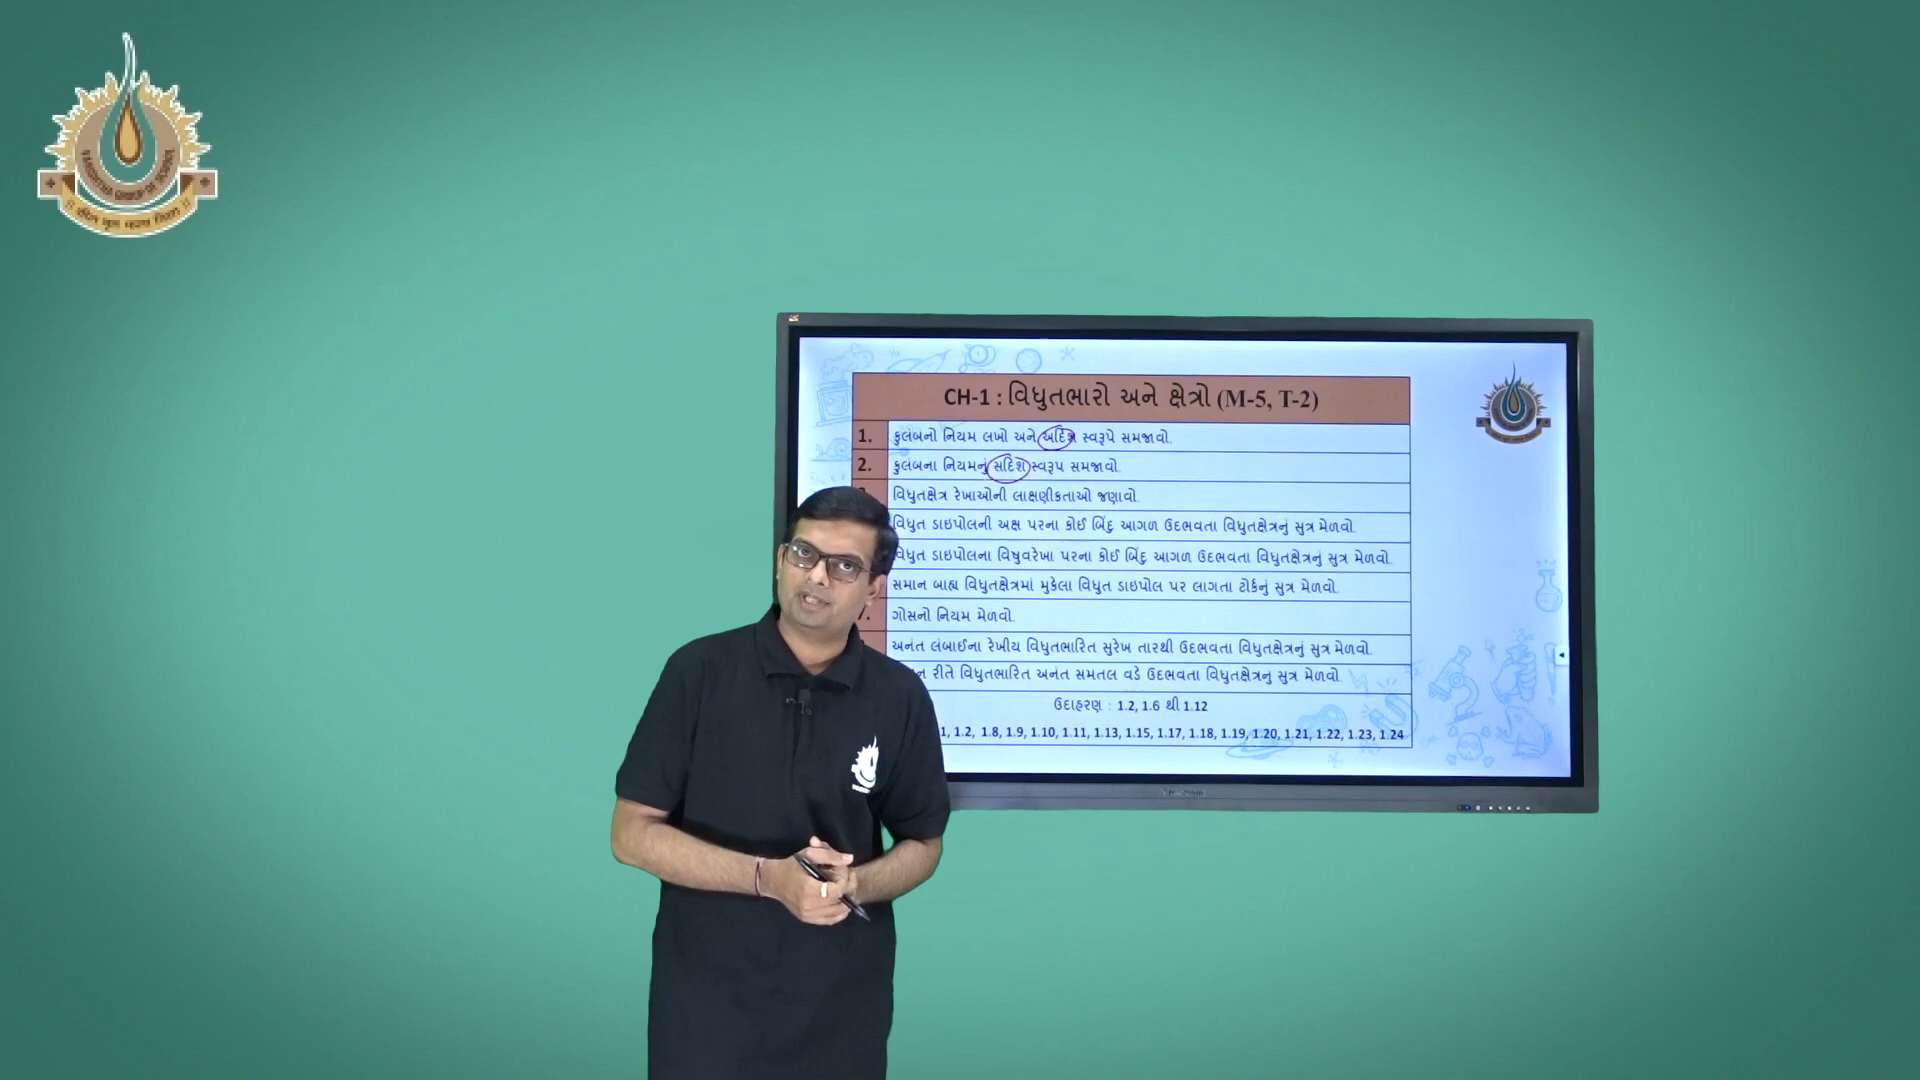 CH-1 : વિધુતભારો અને ક્ષેત્રો (M-5, T-2)
1. કુલંબનો નિયમ લખો અને અદિશ સ્વરૂપે સમજાવો.
2. કુલંબના નિયમનું સદિશ સ્વરૂપ સમજાવો.
વિધુતક્ષેત્ર રેખાઓની લાક્ષણીકતાઓ જણાવો.
વિધુત ડાઇપોલની અક્ષ પરના કોઈ બિંદુ આગળ ઉદભવતા વિધુતક્ષેત્રનું સુત્ર મેળવો.
વિધુત ડાઇપોલના વિષુવરેખા પરના કોઈ બિંદુ આગળ ઉદભવતા વિધુતક્ષેત્રનું સુત્ર મેળવો.
સમાન બાહ્ય વિધુતક્ષેત્રમાં મુકેલા વિધુત ડાઇપોલ પર લાગતા ટોર્કનું સુત્ર મેળવો.
7. ગોસનો નિયમ મેળવો.
અનંત લંબાઈના રેખીય વિધુતભારિત સુરેખ તારથી ઉદભવતા વિધુતક્ષેત્રનું સુત્ર મેળવો.
રીતે વિધુતભારિત અનંત સમતલ વડે ઉદભવતા વિધુતક્ષેત્રનુ સુત્ર મેળવો.
ઉદાહરણ : 1.2, 1.6 થી 1.12
1, 1.2, 1.8, 1.9, 1.10, 1.11, 1.13, 1.15, 1.17, 1.18, 1.19, 1.20, 1.21, 1.22, 1.23, 1.24